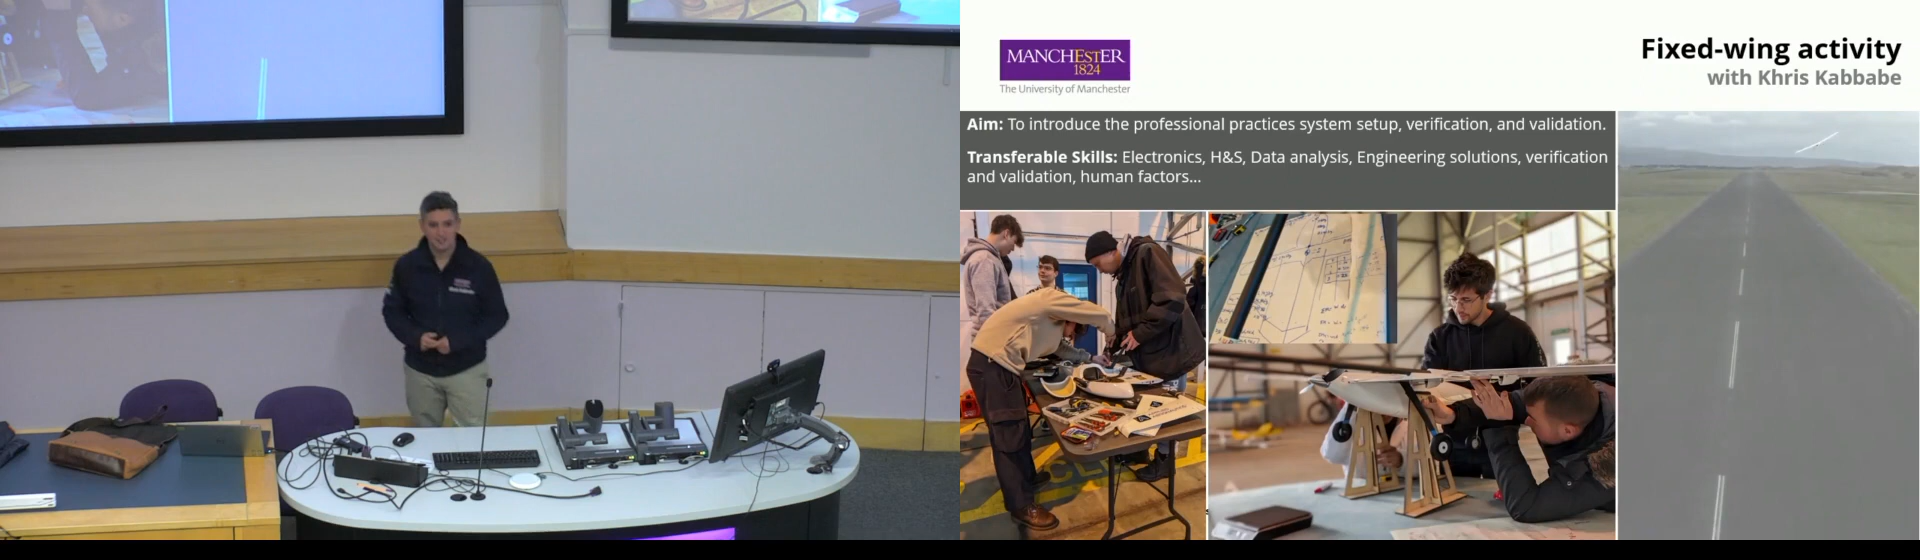 MANCHESTER
1824
The University of Manchester
Fixed-wing activity
with Khris Kabbabe
Aim: To introduce the professional practices system setup, verification, and validation.
Transferable Skills: Electronics, H&S, Data analysis, Engineering solutions, verification
and validation, human factors...